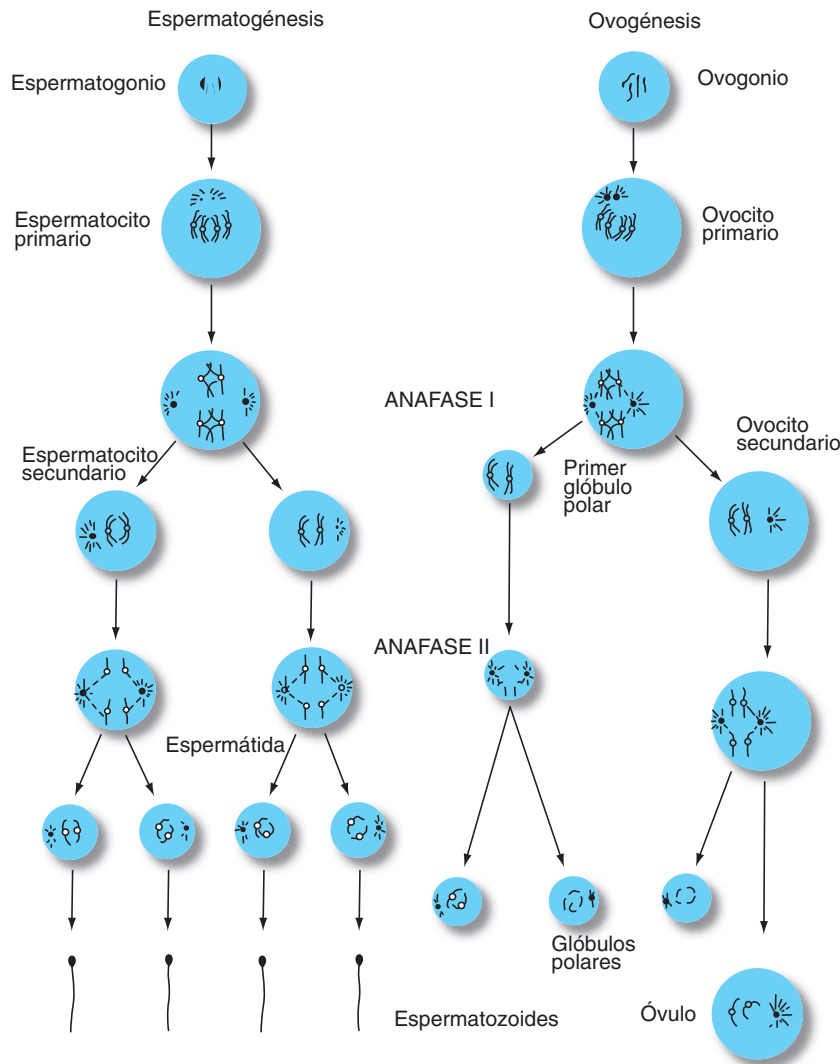 Espermatogénesis
Ovogénesis
Espermatogonio
Ovogonio
Espermatocito
primario
Ovocito
primario
ANAFASE I
Espermatocito
secundario
Primer
glóbulo
polar
Ovocito
secundario
ANAFASE II
Espermátida
Glóbulos
polares
Espermatozoides
Óvulo